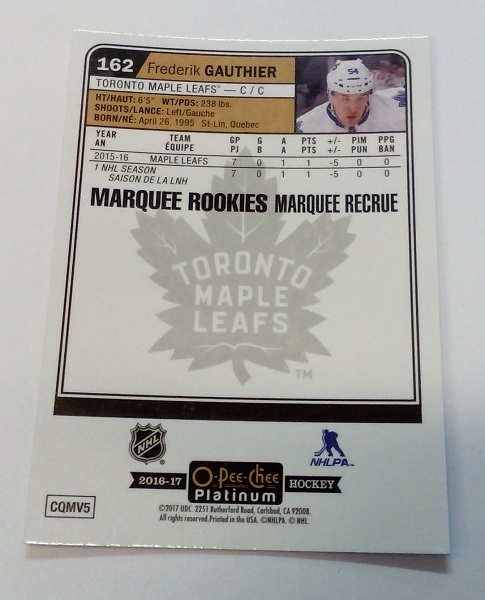 162 Frederik GAUTHIER
54
TORONTO MAPLE LEAFS — C / C
HT/HAUT: 6'5" WT/PDS: 238 lbs.
SHOOTS/LANCE: Left/Gauche
BORN/NÉ: April 26, 1995 St-Lin, Quebec
YEAR TEAM GP G A PTS +/- PIM PPG
AN ÉQUIPE PJ B A PTS +/- PUN BAN
2015-16 MAPLE LEAFS 7 0 1 1 -5 0 0
1 NHL SEASON 7 0 1 1 -5 0 0
SAISON DE LA LNH
MARQUEE ROOKIES MARQUEE RECRUE
TORONTO
MAPLE
LEAFS
TM
NHL
NHLPA
2016-17 O-Pee-Chee HOCKEY
Platinum
©2017 UDC. 2251 Rutherford Road, Carlsbad, CA 92008.
All rights reserved. Printed in the USA. ©NHLPA. © NHL.
CQMV5